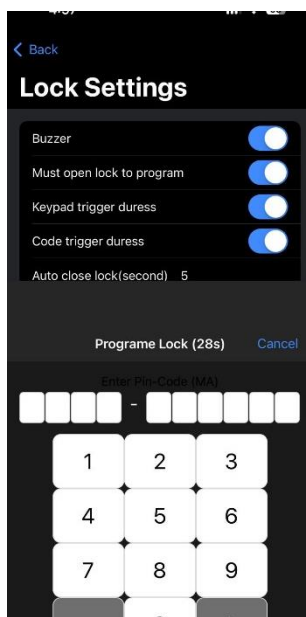 Back
Lock Settings
Buzzer
Must open lock to program
Keypad trigger duress
Code trigger duress
Auto close lock(second) 5
Programe Lock (28s) Cancel
Enter Pin-Code (MA)
-
1 2 3
4 5 6
7 8 9